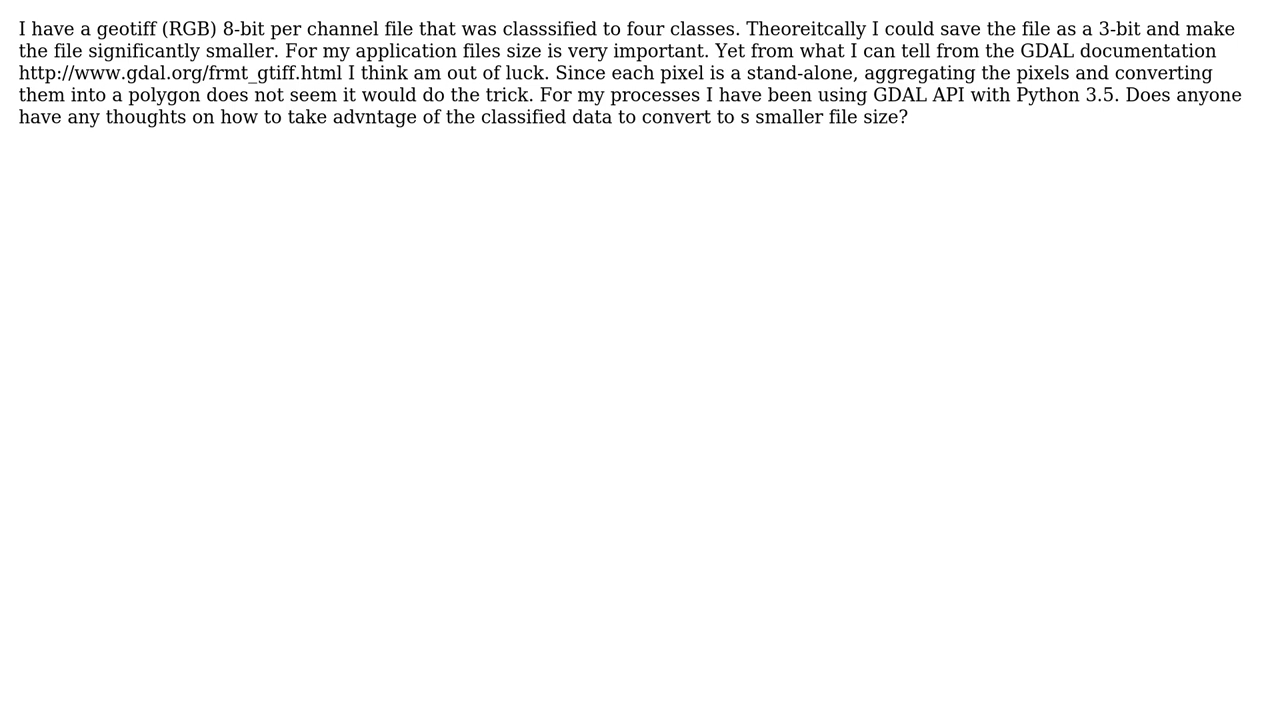 I have a geotiff (RGB) 8-bit per channel file that was classsified to four classes. Theoreitcally I could save the file as a 3-bit and make
the file significantly smaller. For my application files size is very important. Yet from what I can tell from the GDAL documentation
http://www.gdal.org/frmt_gtiff.html I think am out of luck. Since each pixel is a stand-alone, aggregating the pixels and converting
them into a polygon does not seem it would do the trick. For my processes I have been using GDAL API with Python 3.5. Does anyone
have any thoughts on how to take advntage of the classified data to convert to s smaller file size?